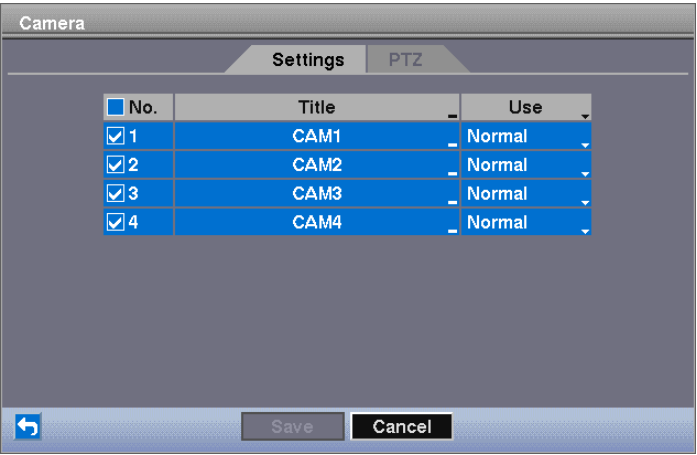 Camera
Settings PTZ
No. Title Use
1 CAM1 Normal
2 CAM2 Normal
3 CAM3 Normal
4 CAM4 Normal
Save Cancel